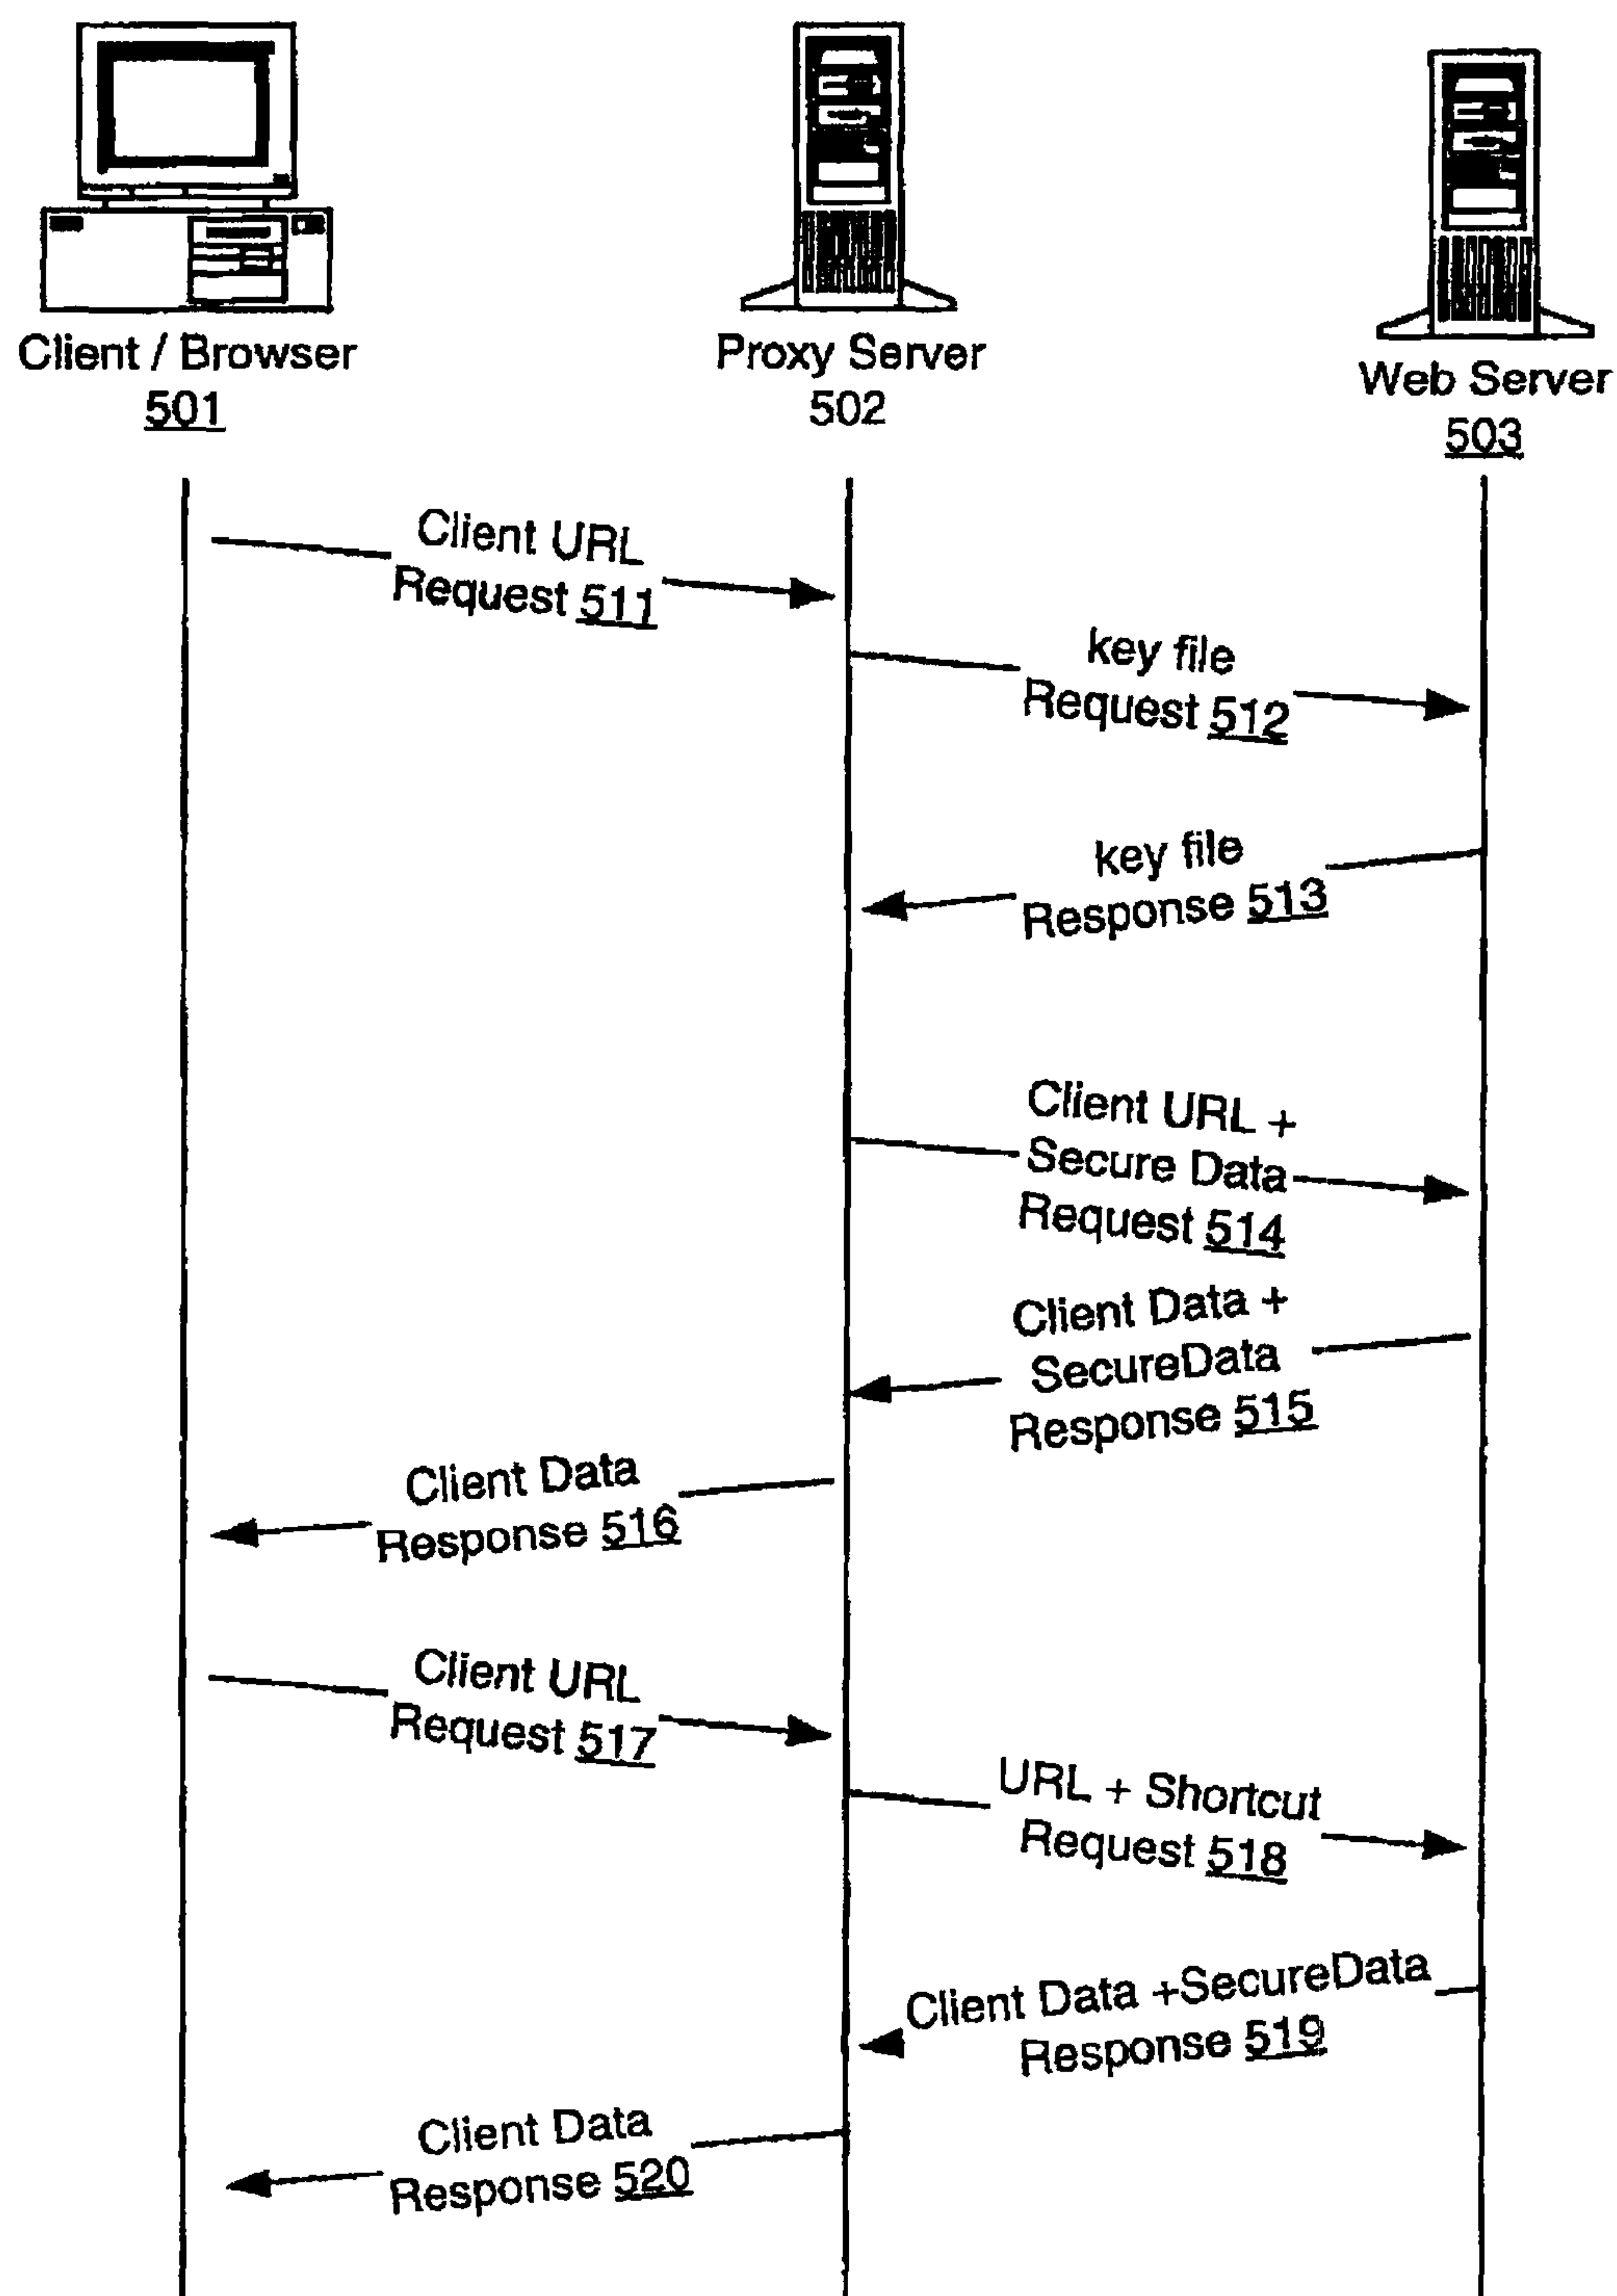 Client / Browser
501
Proxy Server
502
Web Server
503
Client URL
Request 511
key file
Request 512
key file
Response 513
Client URL +
Secure Data
Request 514
Client Data +
SecureData
Response 515
Client Data
Response 516
Client URL
Request 517
URL + Shortcut
Request 518
Client Data +SecureData
Response 519
Client Data
Response 520